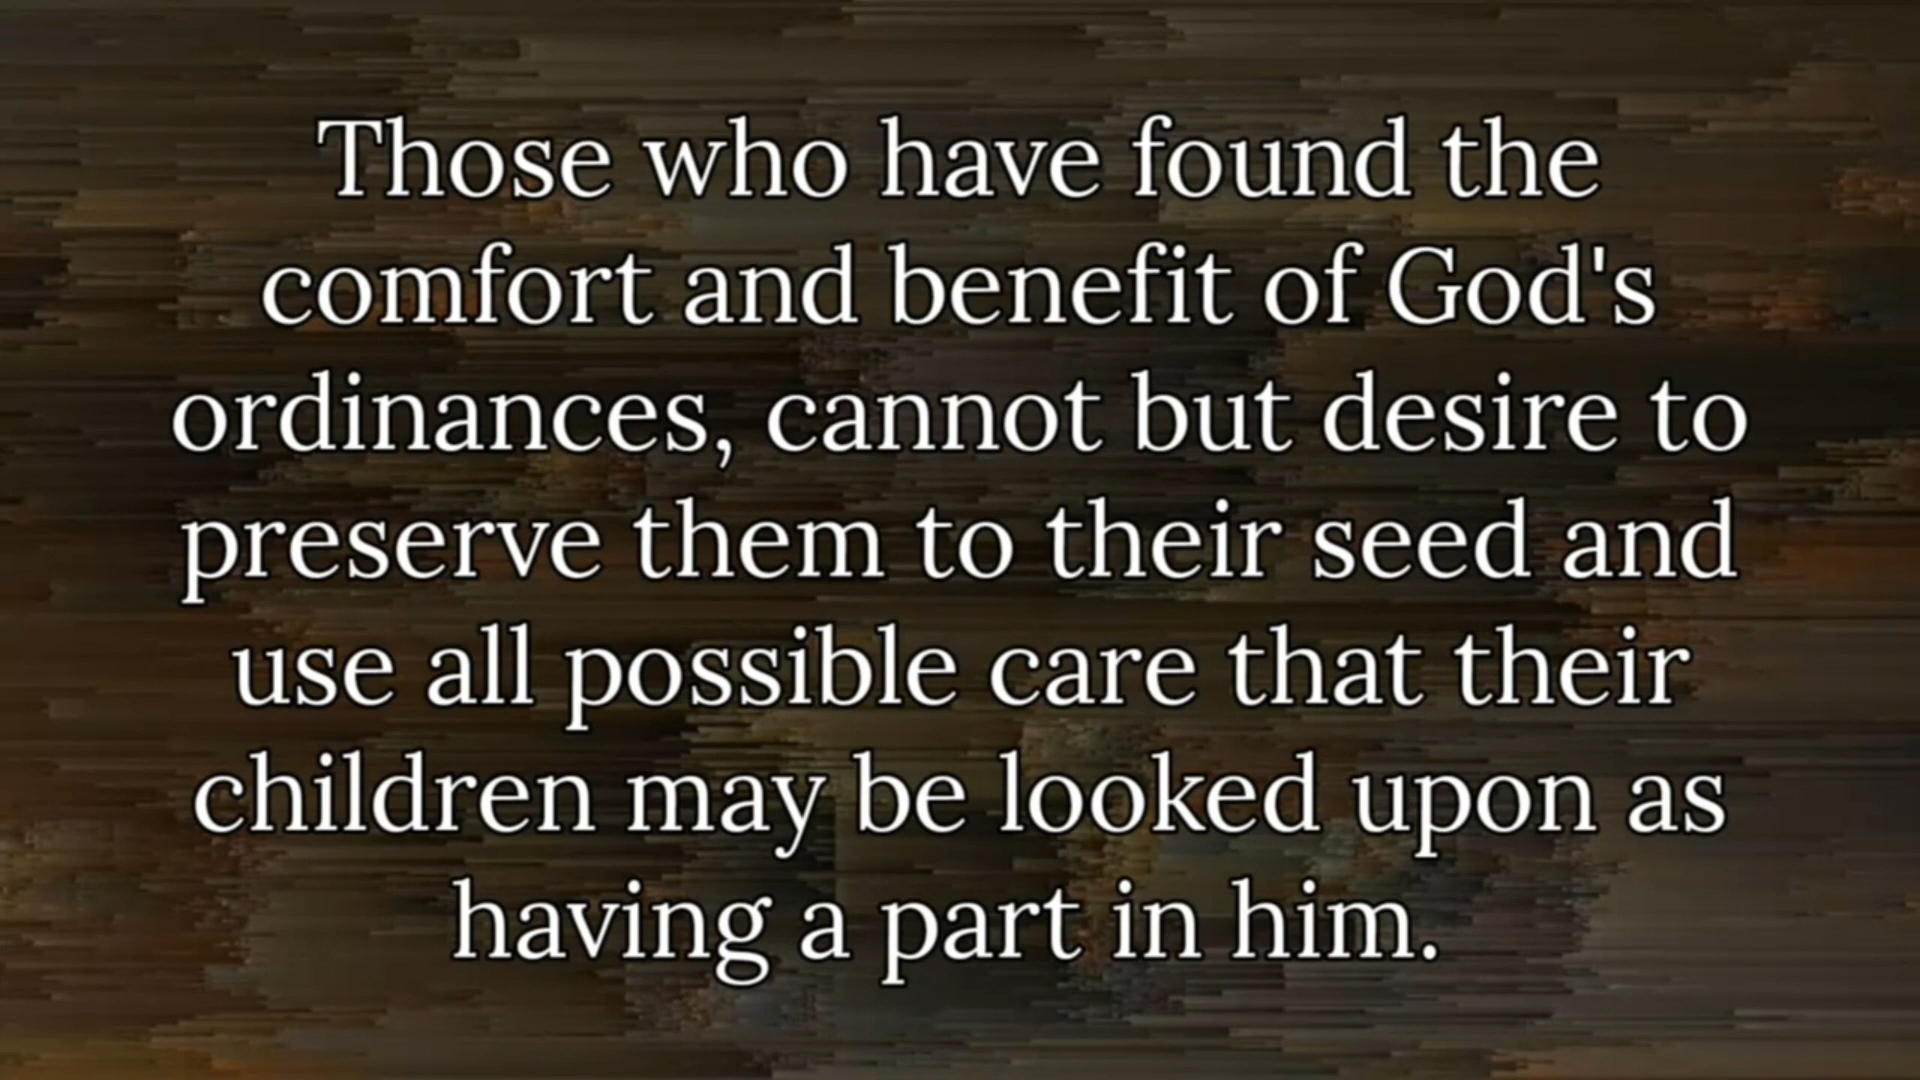 Those who have found the
comfort and benefit of God's
ordinances, cannot but desire to
preserve them to their seed and
use all possible care that their
children may be looked upon as
having a part in him.